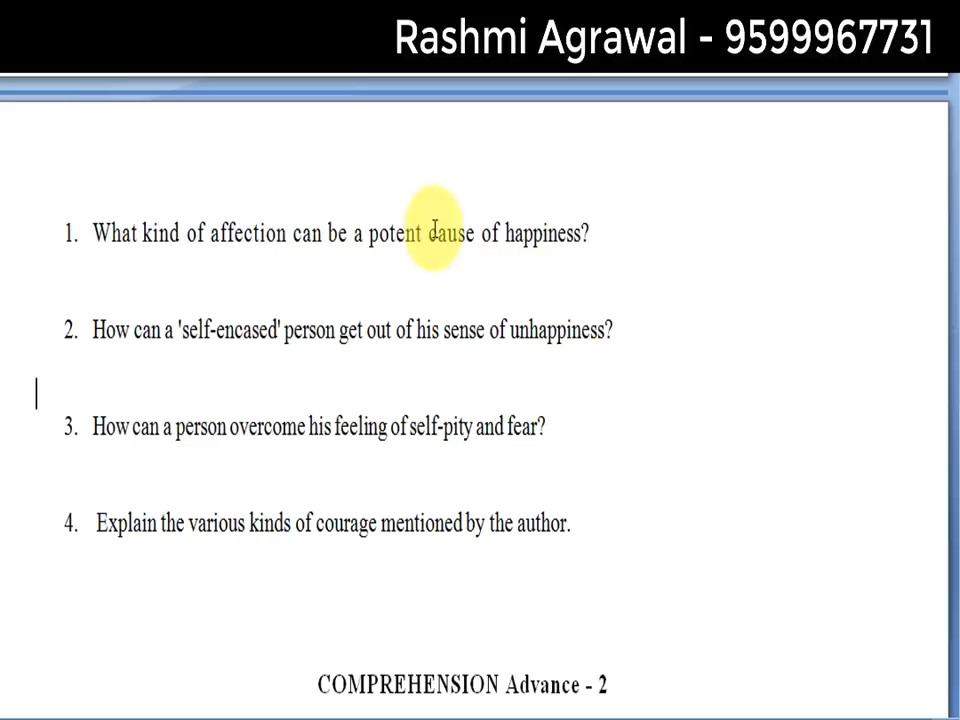 Rashmi Agrawal - 9599967731
1. What kind of affection can be a potent cause of happiness?
2. How can a 'self-encased' person get out of his sense of unhappiness?
3. How can a person overcome his feeling of self-pity and fear?
4. Explain the various kinds of courage mentioned by the author.
COMPREHENSION Advance - 2